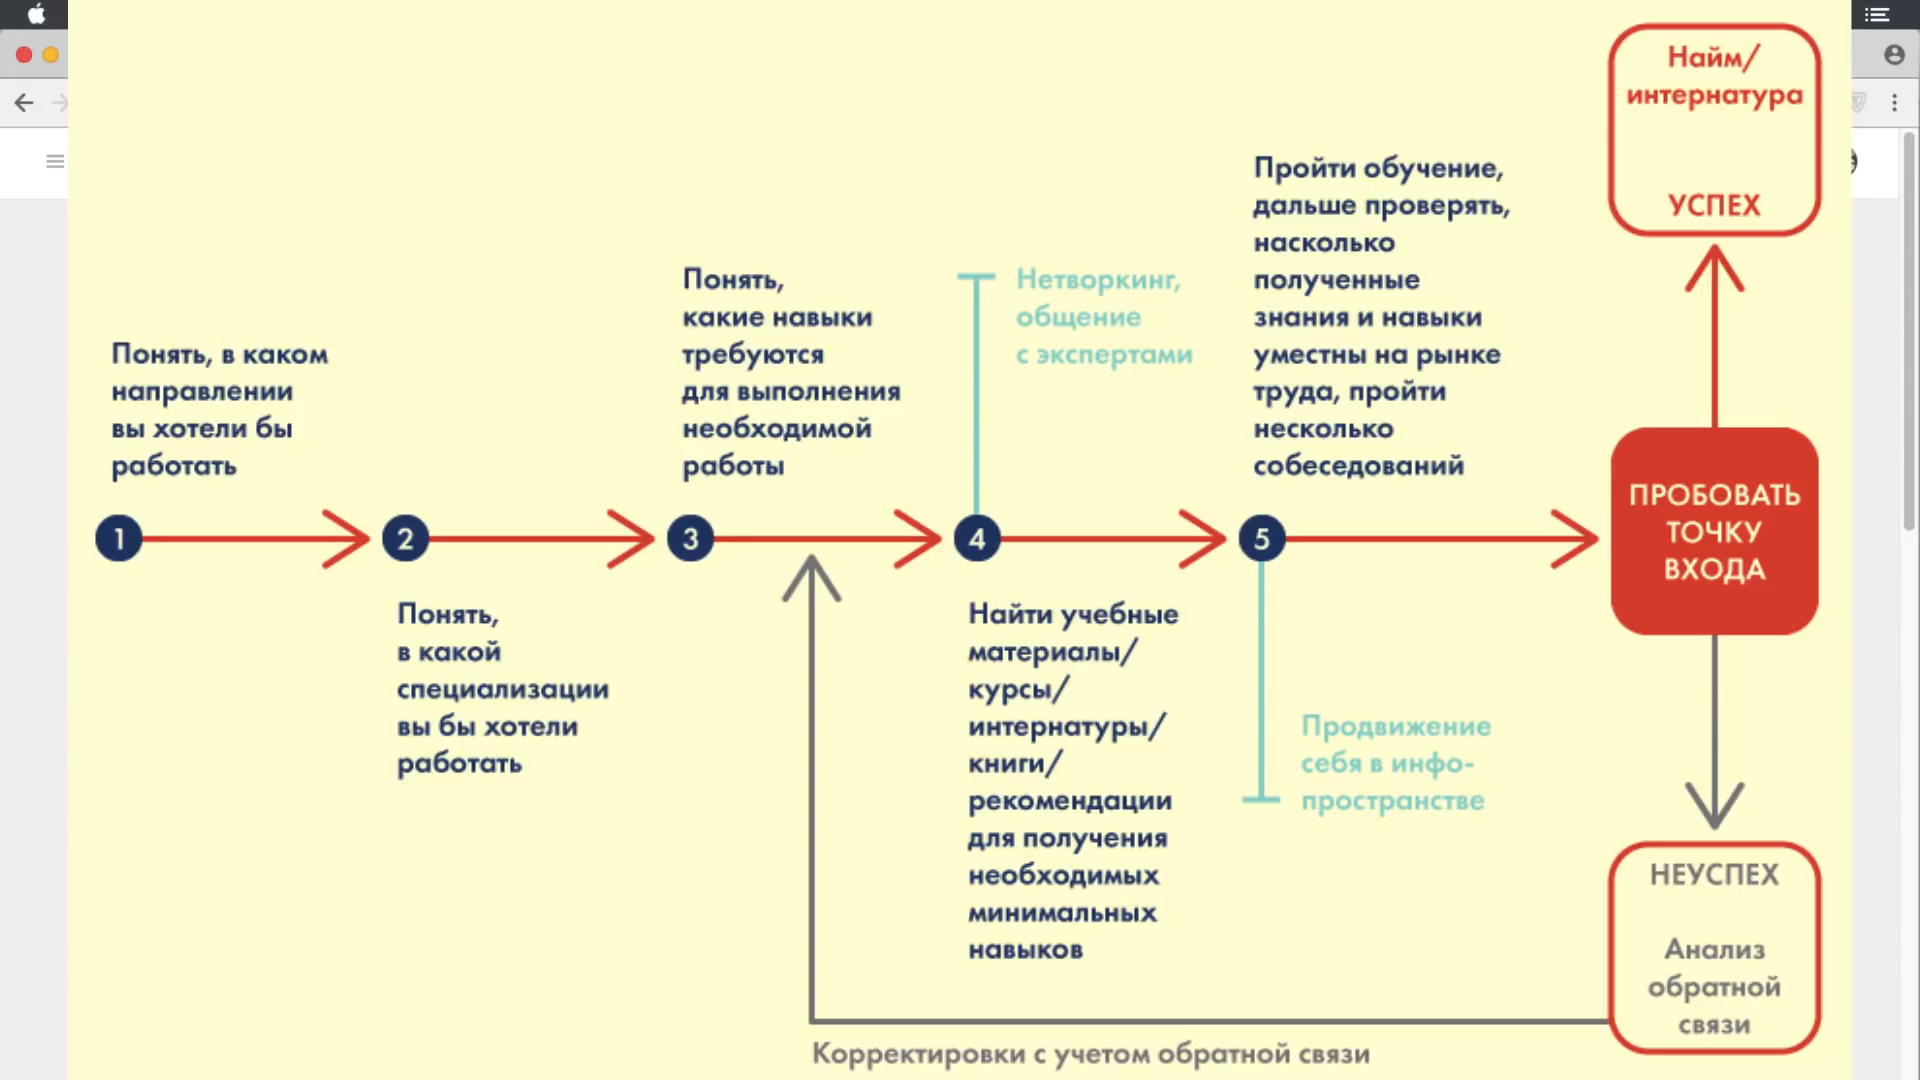 Понять, в каком
направлении
вы хотели бы
работать
1
2
Понять,
в какой
специализации
вы бы хотели
работать
Понять,
какие навыки
требуются
для выполнения
необходимой
работы
3
Нетворкинг,
общение
с экспертами
4
Найти учебные
материалы/
курсы/
интернатуры/
книги/
рекомендации
для получения
необходимых
минимальных
навыков
Пройти обучение,
дальше проверять,
насколько
полученные
знания и навыки
уместны на рынке
труда, пройти
несколько
собеседований
5
Продвижение
себя в инфо-
пространстве
Найм/
интернатура
УСПЕХ
ПРОБОВАТЬ
ТОЧКУ
ВХОДА
НЕУСПЕХ
Анализ
обратной
связи
Корректировки с учетом обратной связи